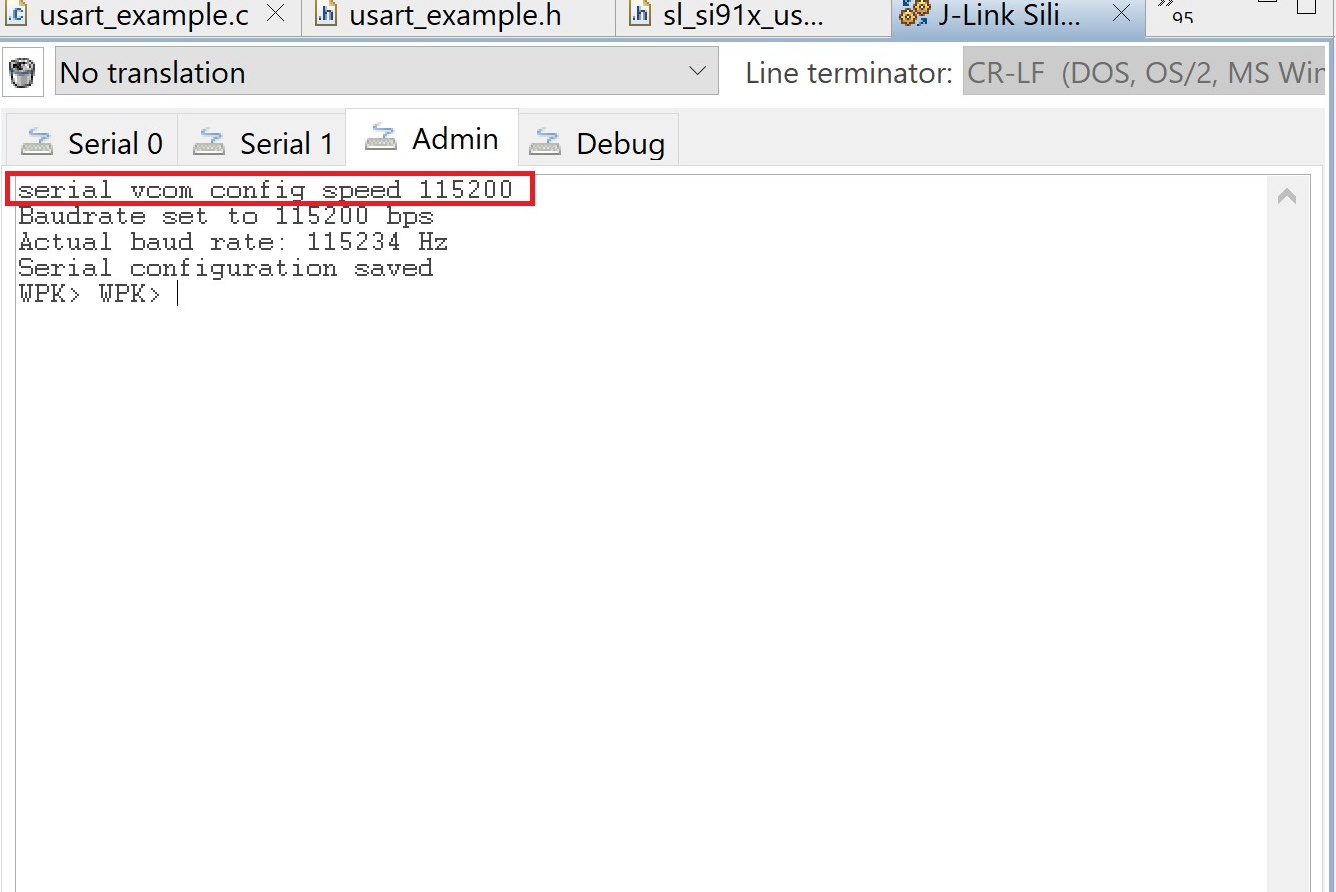 usart_example.c usart_example.h sl_si91x_us... J-Link Sili... »95
No translation Line terminator: CR-LF (DOS, OS/2, MS Win
Serial 0 Serial 1 Admin Debug
serial vcom config speed 115200
Baudrate set to 115200 bps
Actual baud rate: 115234 Hz
Serial configuration saved
WPK> WPK>